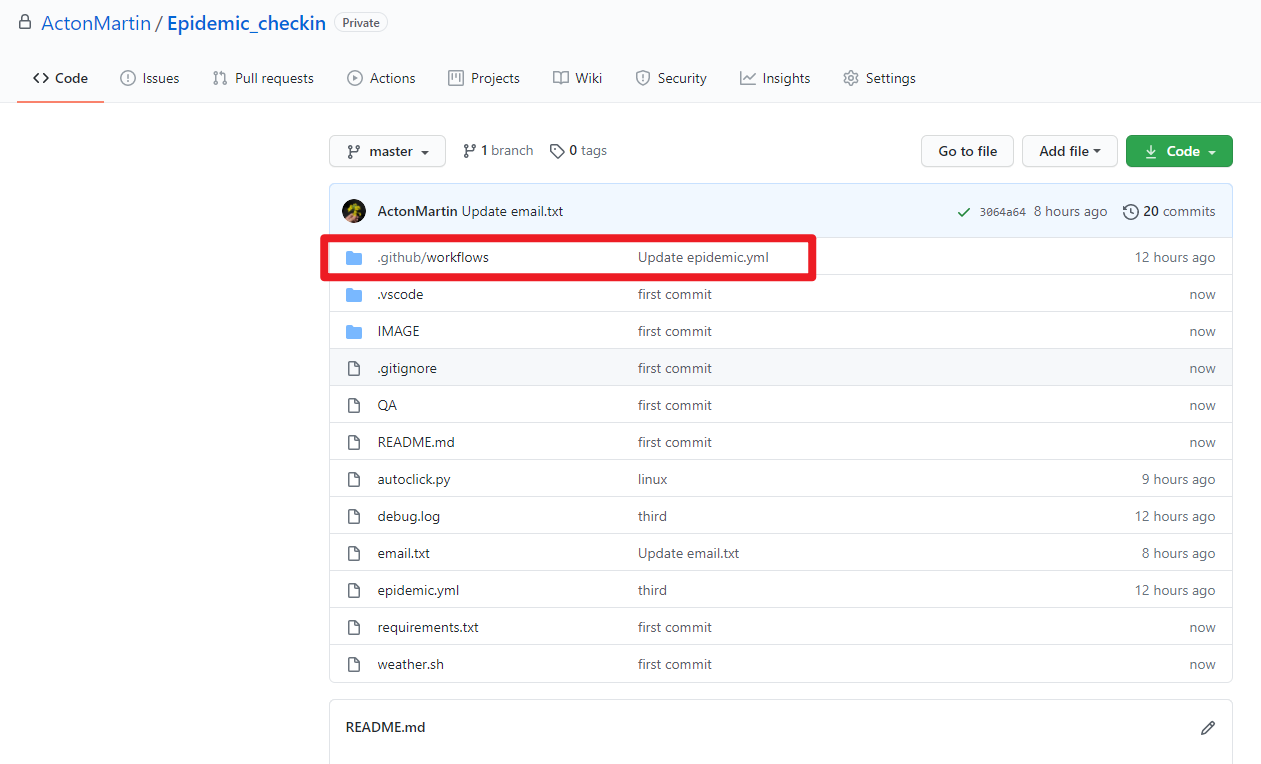 ActonMartin / Epidemic_checkin Private
Code Issues Pull requests Actions Projects Wiki Security Insights Settings
master 1 branch 0 tags Go to file Add file Code
ActonMartin Update email.txt 3064a64 8 hours ago 20 commits
.github/workflows Update epidemic.yml 12 hours ago
.vscode first commit now
IMAGE first commit now
.gitignore first commit now
QA first commit now
README.md first commit now
autoclick.py linux 9 hours ago
debug.log third 12 hours ago
email.txt Update email.txt 8 hours ago
epidemic.yml third 12 hours ago
requirements.txt first commit now
weather.sh first commit now
README.md